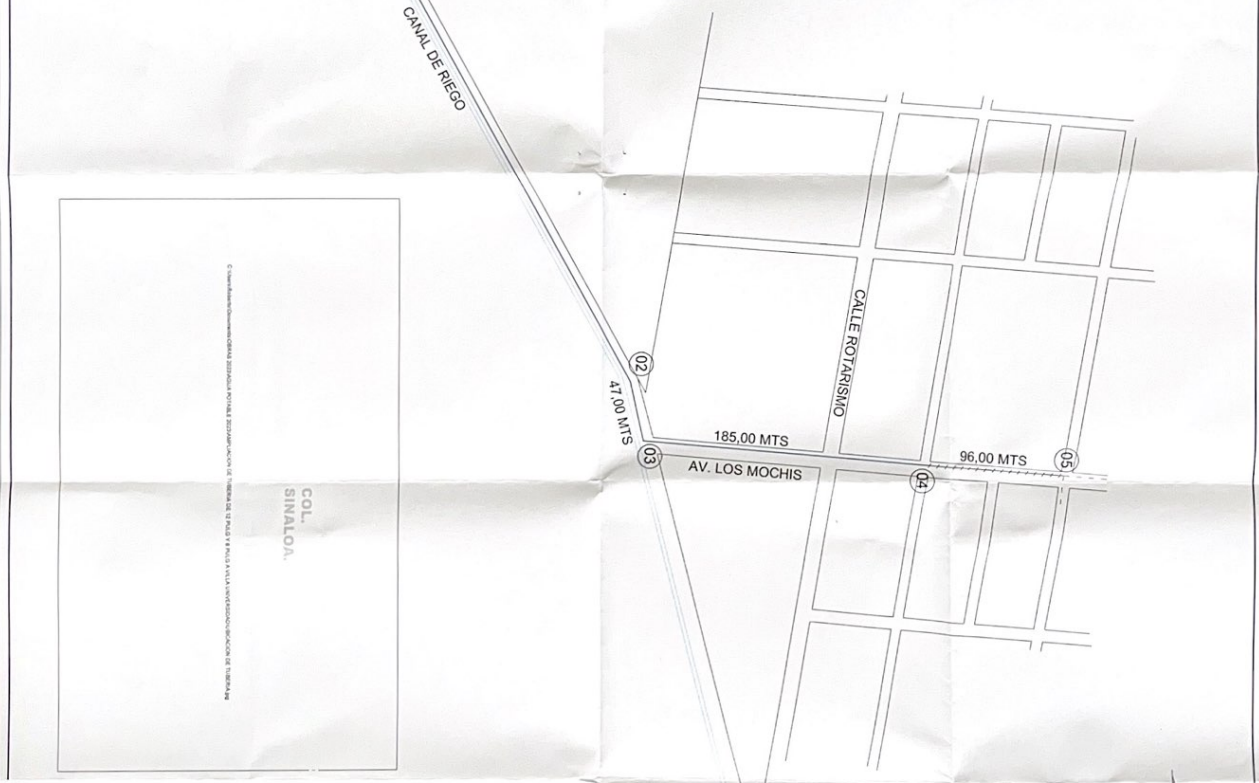 CANAL DE RIEGO
CALLE ROTARISMO
02
47,00 MTS
185,00 MTS
03
AV. LOS MOCHIS
04
96,00 MTS
05
COL.
SINALOA.